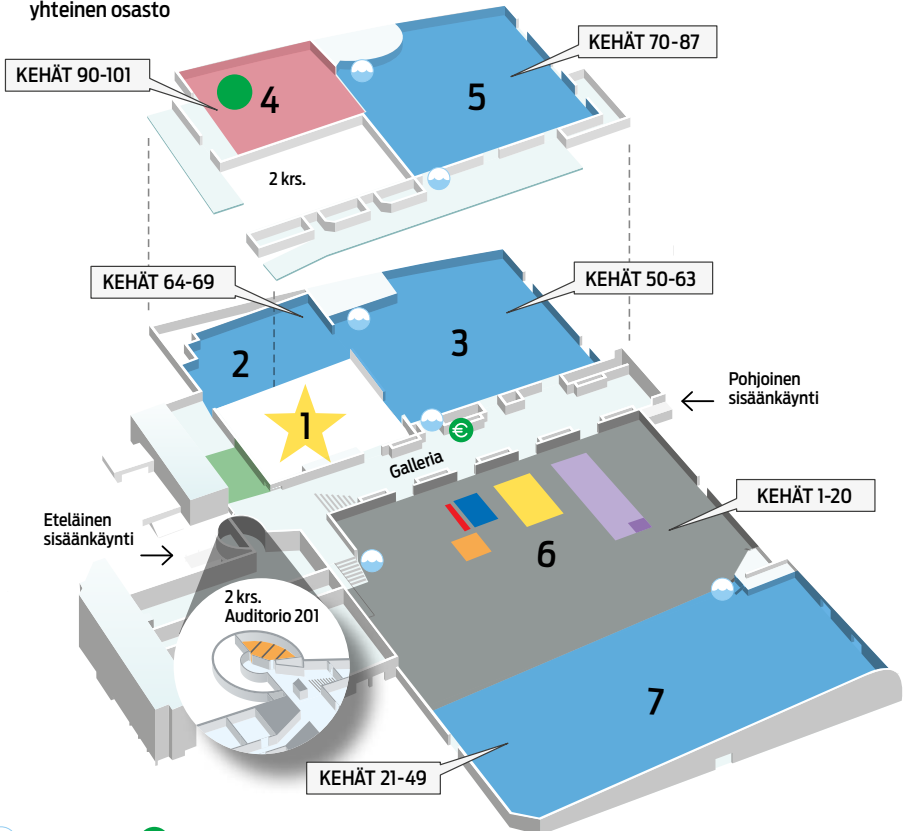 yhteinen osasto
KEHÄT 70-87
KEHÄT 90-101
4
5
2 krs.
KEHÄT 64-69
KEHÄT 50-63
3
2
Pohjoinen
sisäänkäynti
1
€
Galleria
KEHÄT 1-20
Eteläinen
sisäänkäynti
6
2 krs.
Auditorio 201
7
KEHÄT 21-49